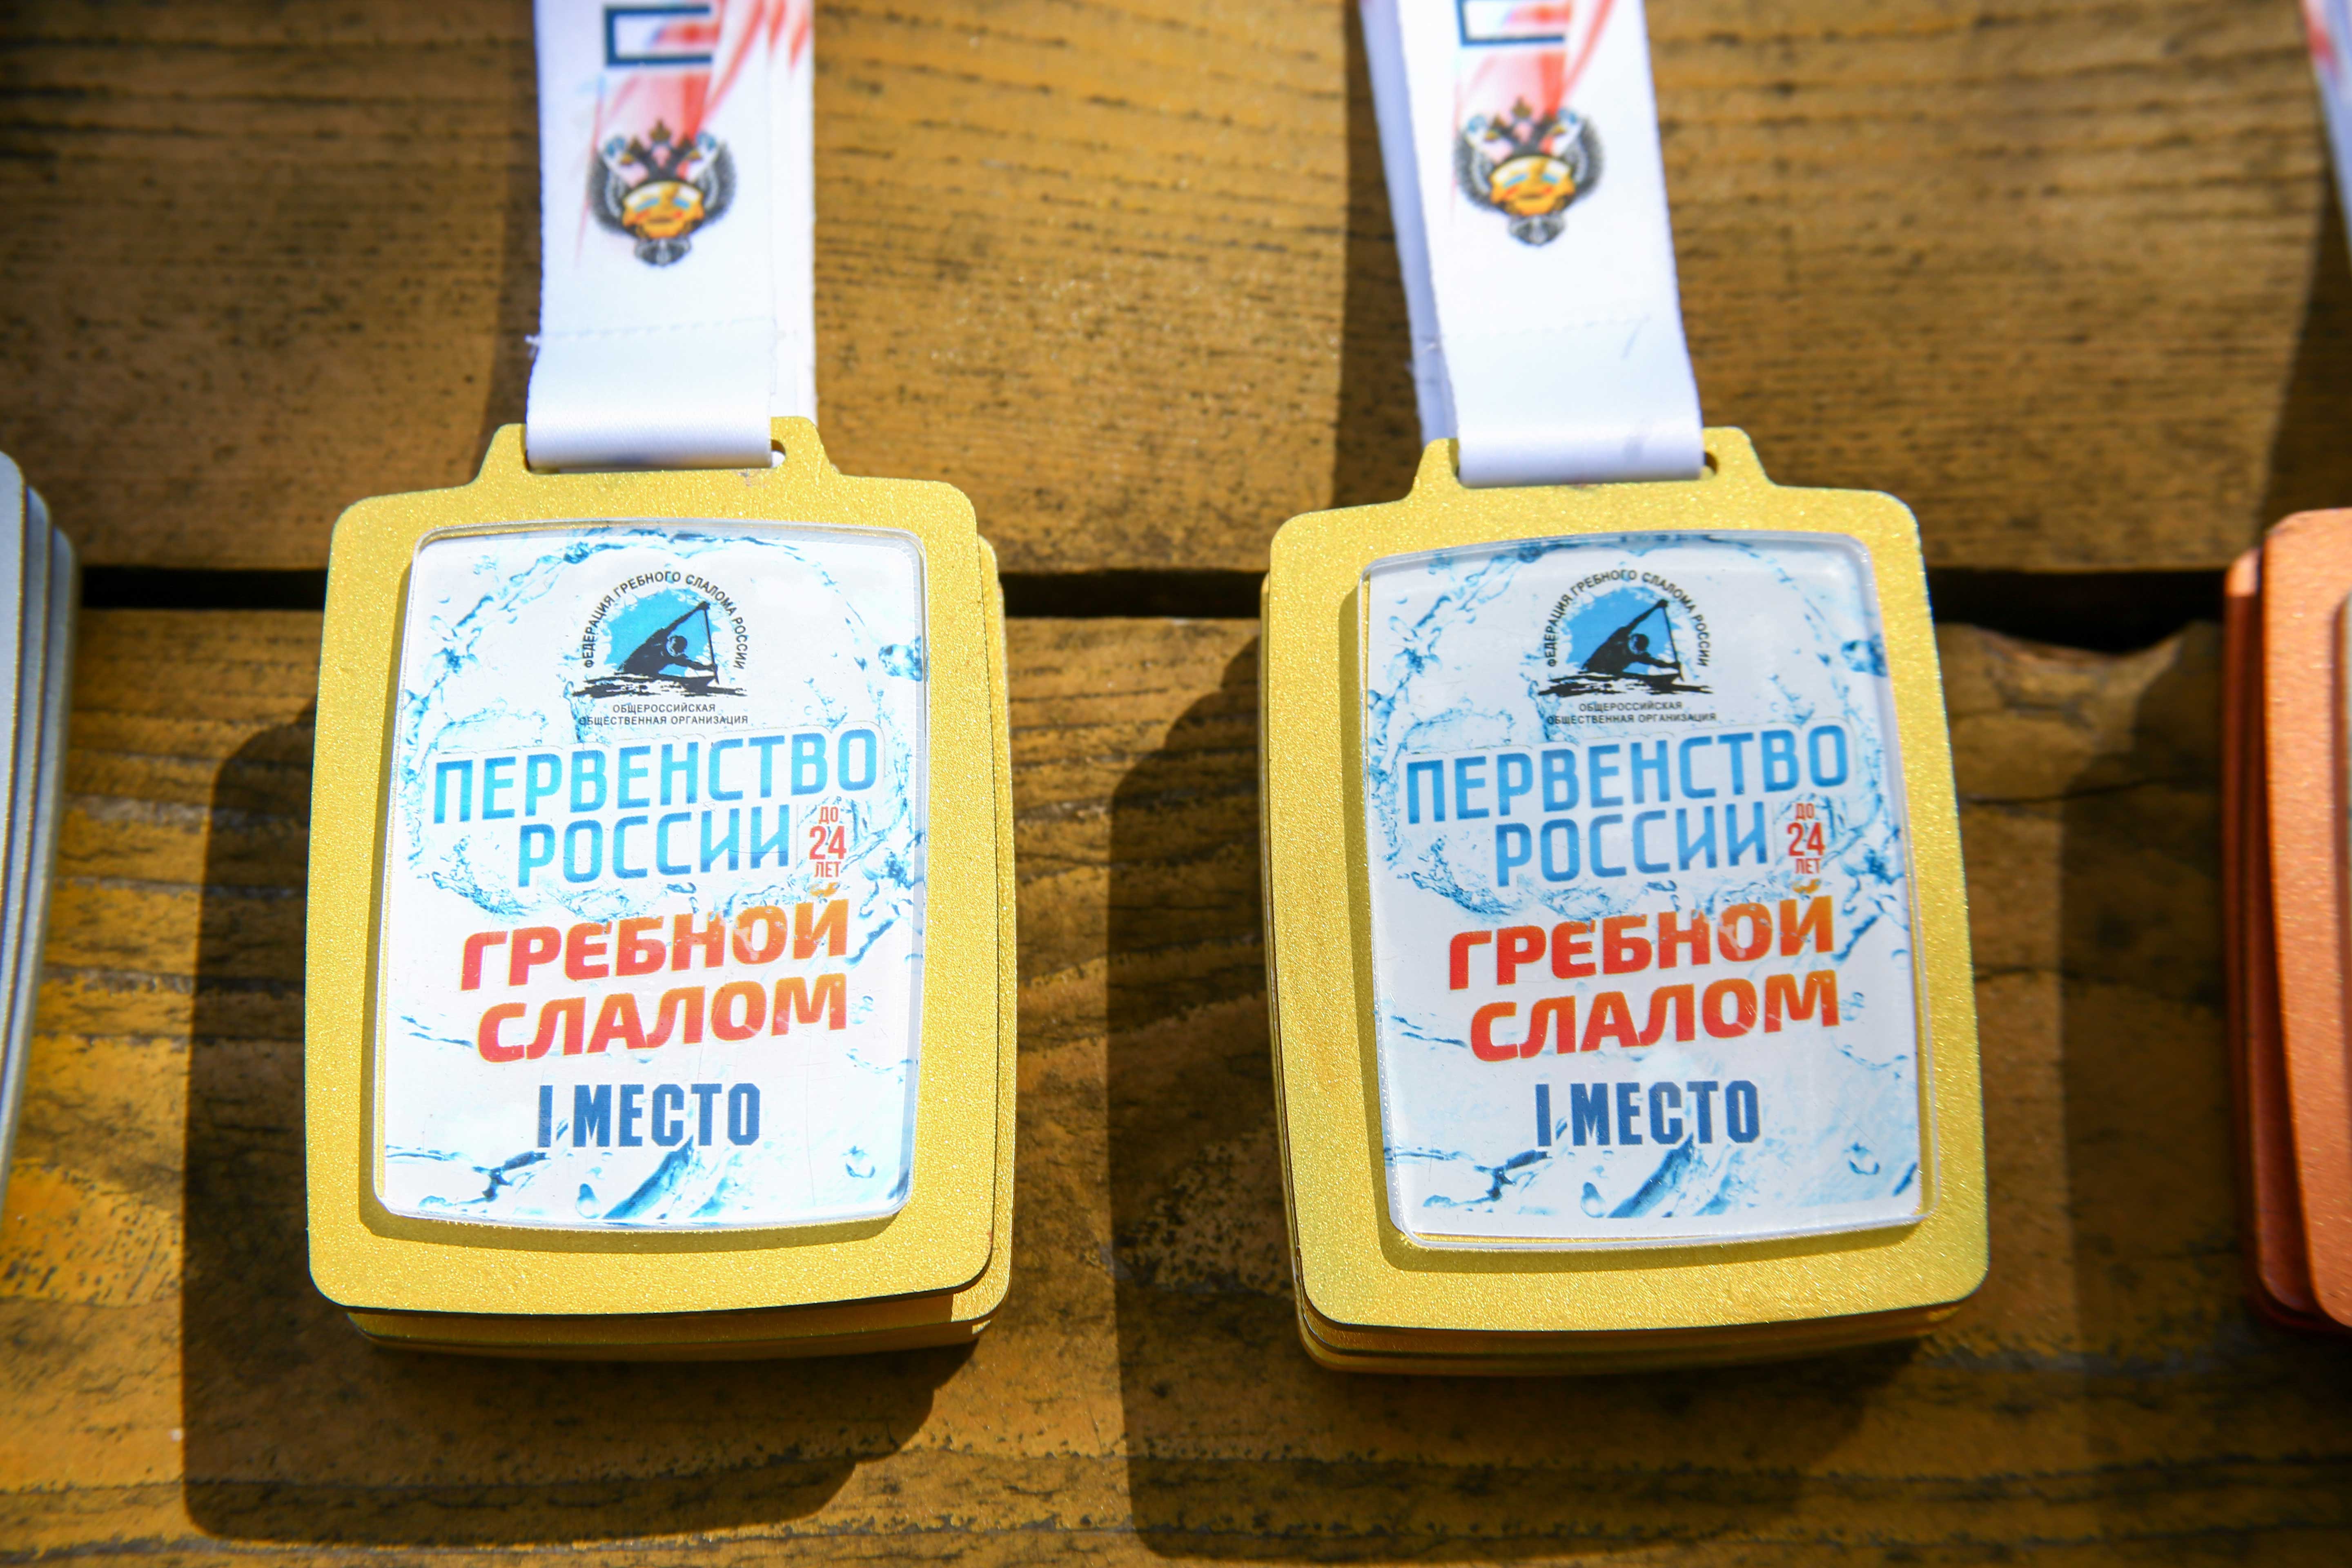 ФЕДЕРАЦИЯ ГРЕБНОГО СЛАЛОМА РОССИИ
ОБЩЕРОССИЙСКАЯ
ОБЩЕСТВЕННАЯ ОРГАНИЗАЦИЯ
ПЕРВЕНСТВО
РОССИИ
ДО
24
ЛЕТ
ГРЕБНОЙ
СЛАЛОМ
I МЕСТО
ФЕДЕРАЦИЯ ГРЕБНОГО СЛАЛОМА РОССИИ
ОБЩЕРОССИЙСКАЯ
ОБЩЕСТВЕННАЯ ОРГАНИЗАЦИЯ
ПЕРВЕНСТВО
РОССИИ
ДО
24
ЛЕТ
ГРЕБНОЙ
СЛАЛОМ
I МЕСТО